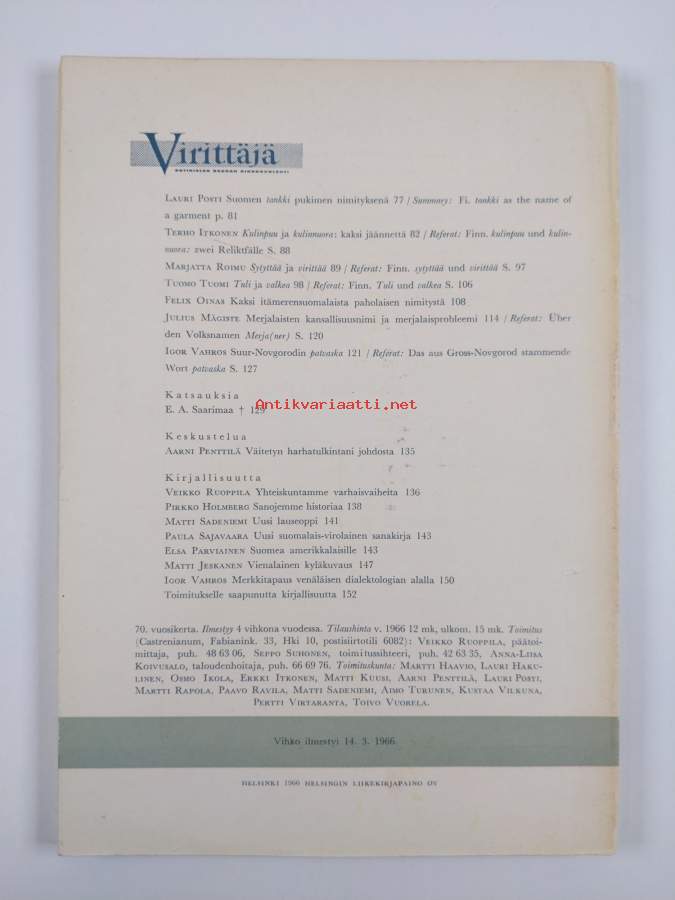 Virittäjä
KOTIKIELEN SEURAN AIKAKAUSLEHTI
LAURI POSTI Suomen tankki pukimen nimityksenä 77 / Summary: Fi. tankki as the name of
a garment p. 81
TERHO ITKONEN Kulinpuu ja kulinnuora: kaksi jäännettä 82 / Referat: Finn. kulinpuu und kulin-
nuora: zwei Reliktfälle S. 88
MARJATTA ROIMU Sytyttää ja virittää 89 / Referat: Finn. sytyttää und virittää S. 97
TUOMO TUOMI Tuli ja valkea 98 / Referat: Finn. Tuli und valkea S. 106
FELIX OINAS Kaksi itämerensuomalaista paholaisen nimitystä 108
JULIUS MÄGISTE Merjalaisten kansallisuusnimi ja merjalaisprobleemi 114 / Referat: Über
den Volksnamen Merja(ner) S. 120
IGOR VAHROS Suur-Novgorodin patvaska 121 / Referat: Das aus Gross-Novgorod stammende
Wort patvaska S. 127
Katsauksia
E. A. Saarimaa † 129
Antikvariaatti.net
Keskustelua
AARNI PENTTILÄ Väitetyn harhatulkintani johdosta 135
Kirjallisuutta
VEIKKO RUOPPILA Yhteiskuntamme varhaisvaiheita 136
PIRKKO HOLMBERG Sanojemme historiaa 138
MATTI SADENIEMI Uusi lauseoppi 141
PAULA SAJAVAARA Uusi suomalais-virolainen sanakirja 143
ELSA PARVIAINEN Suomea amerikkalaisille 143
MATTI JESKANEN Vienalainen kyläkuvaus 147
IGOR VAHROS Merkkitapaus venäläisen dialektologian alalla 150
Toimitukselle saapunutta kirjallisuutta 152
70. vuosikerta. Ilmestyy 4 vihkona vuodessa. Tilaushinta v. 1966 12 mk, ulkom. 15 mk. Toimitus
(Castrenianum, Fabianink. 33, Hki 10, postisiirtotili 6082): VEIKKO RUOPPILA, päätoi-
mittaja, puh. 48 63 06, SEPPO SUHONEN, toimitussihteeri, puh. 42 63 35, ANNA-LIISA
KOIVUSALO, taloudenhoitaja, puh. 66 69 76. Toimituskunta: MARTTI HAAVIO, LAURI HAKU-
LINEN, OSMO IKOLA, ERKKI ITKONEN, MATTI KUUSI, AARNI PENTTILÄ, LAURI POSTI,
MARTTI RAPOLA, PAAVO RAVILA, MATTI SADENIEMI, AIMO TURUNEN, KUSTAA VILKUNA,
PERTTI VIRTARANTA, TOIVO VUORELA.
Vihko ilmestyi 14. 3. 1966.
HELSINKI 1966 HELSINGIN LIIKEKIRJAPAINO OY